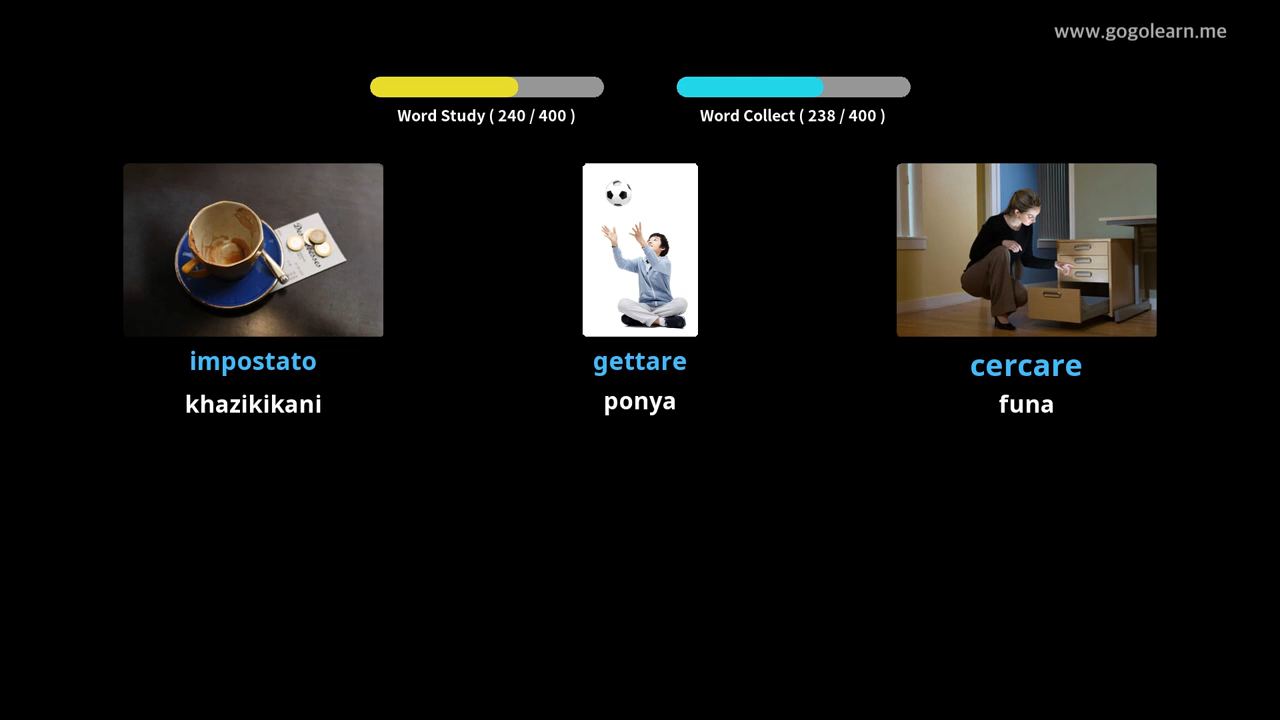 www.gogolearn.me
Word Study ( 240 / 400 )
Word Collect ( 238 / 400 )
impostato
gettare
cercare
khazikikani
ponya
funa